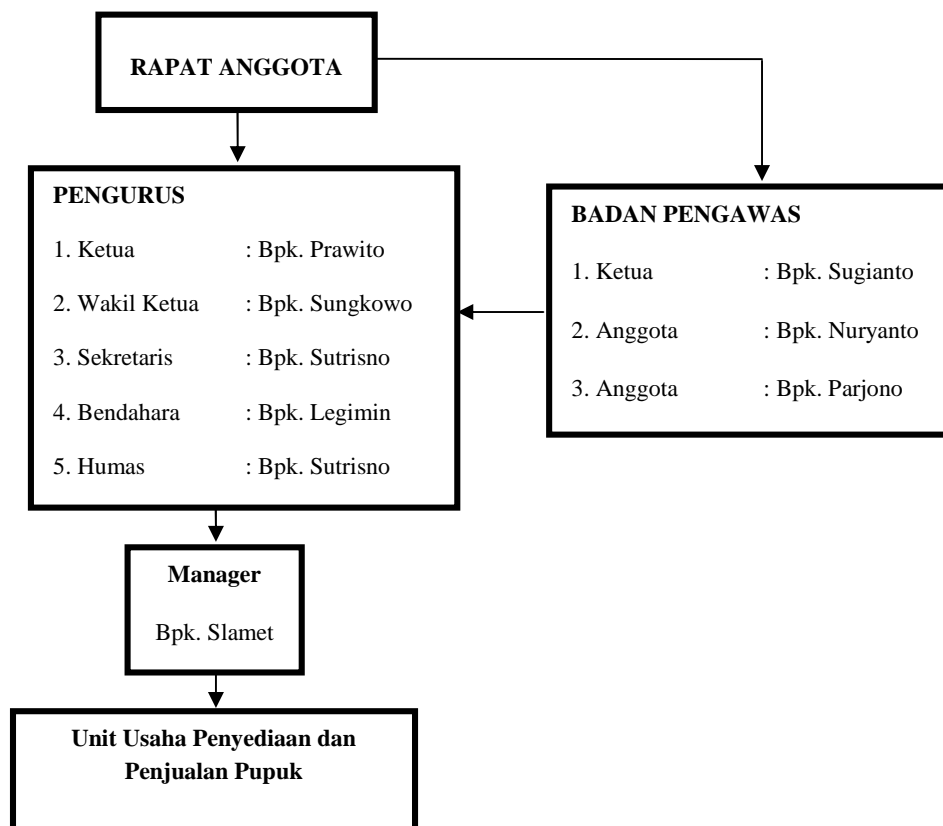 RAPAT ANGGOTA
PENGURUS
1. Ketua : Bpk. Prawito
2. Wakil Ketua : Bpk. Sungkowo
3. Sekretaris : Bpk. Sutrisno
4. Bendahara : Bpk. Legimin
5. Humas : Bpk. Sutrisno
BADAN PENGAWAS
1. Ketua : Bpk. Sugianto
2. Anggota : Bpk. Nuryanto
3. Anggota : Bpk. Parjono
Manager
Bpk. Slamet
Unit Usaha Penyediaan dan
Penjualan Pupuk